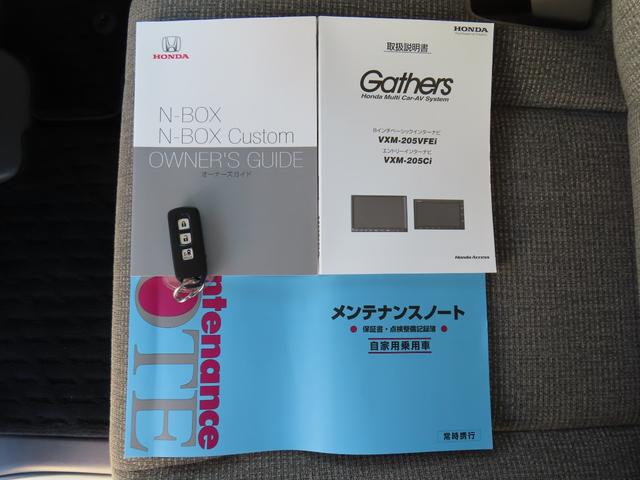 HONDA
N-BOX
N-BOX Custom
OWNER'S GUIDE
オーナーズガイド
HONDA
取扱説明書
Gathers
Honda Multi Car-AV System
8インチベーシックインターナビ
VXM-205VFEi
エントリーインターナビ
VXM-205Ci
Honda Access
メンテナンスノート
保証書・点検整備記録簿
自家用乗用車
常時携行
ntenance
OTE